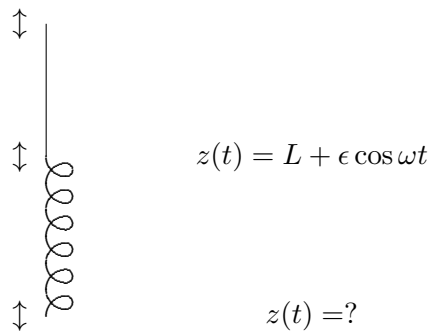 z(t) = L + ϵ cos ωt
z(t) =?